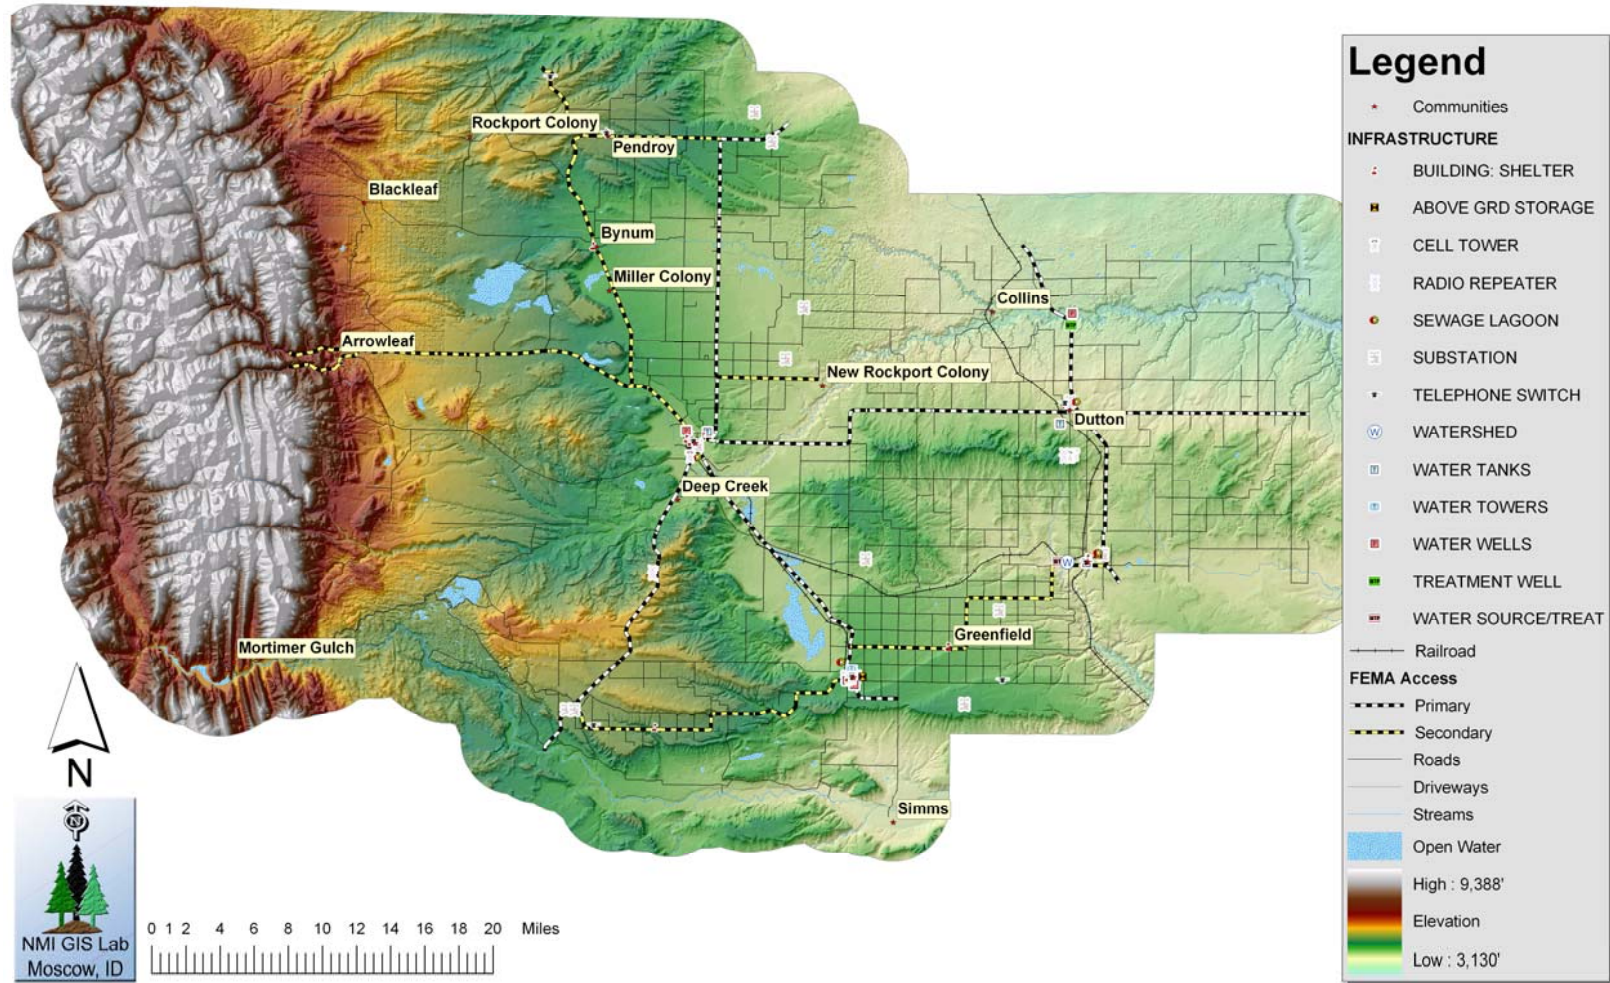 Rockport Colony
Pendroy
Blackleaf
Bynum
Miller Colony
Collins
Arrowleaf
New Rockport Colony
Dutton
Deep Creek
Greenfield
Mortimer Gulch
Simms
N
NMI GIS Lab
Moscow, ID
0 1 2 4 6 8 10 12 14 16 18 20 Miles
Legend
Communities
INFRASTRUCTURE
BUILDING: SHELTER
ABOVE GRD STORAGE
CELL TOWER
RADIO REPEATER
SEWAGE LAGOON
SUBSTATION
TELEPHONE SWITCH
W WATERSHED
WATER TANKS
WATER TOWERS
WATER WELLS
TREATMENT WELL
WATER SOURCE/TREAT
Railroad
FEMA Access
Primary
Secondary
Roads
Driveways
Streams
Open Water
High : 9,388'
Elevation
Low : 3,130'